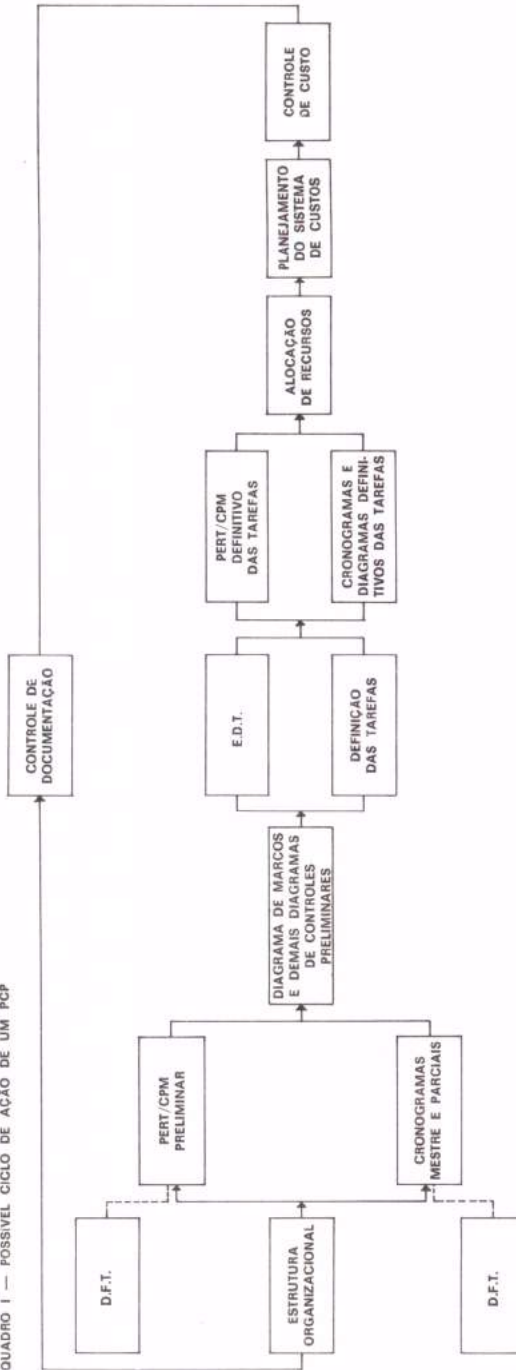 QUADRO I — POSSIVEL CICLO DE AÇÃO DE UM PCP
CONTROLE DE
DOCUMENTAÇÃO
D.F.T.
ESTRUTURA
ORGANIZACIONAL
D.F.T.
PERT/CPM
PRELIMINAR
CRONOGRAMAS
MESTRE E PARCIAIS
DIAGRAMA DE MARCOS
E DEMAIS DIAGRAMAS
DE CONTROLES
PRELIMINARES
E.D.T.
DEFINIÇÃO
DAS TAREFAS
PERT/CPM
DEFINITIVO
DAS TAREFAS
CRONOGRAMAS E
DIAGRAMAS DEFINI-
TIVOS DAS TAREFAS
ALOCAÇÃO
DE RECURSOS
PLANEJAMENTO
DO SISTEMA
DE CUSTOS
CONTROLE
DE CUSTO